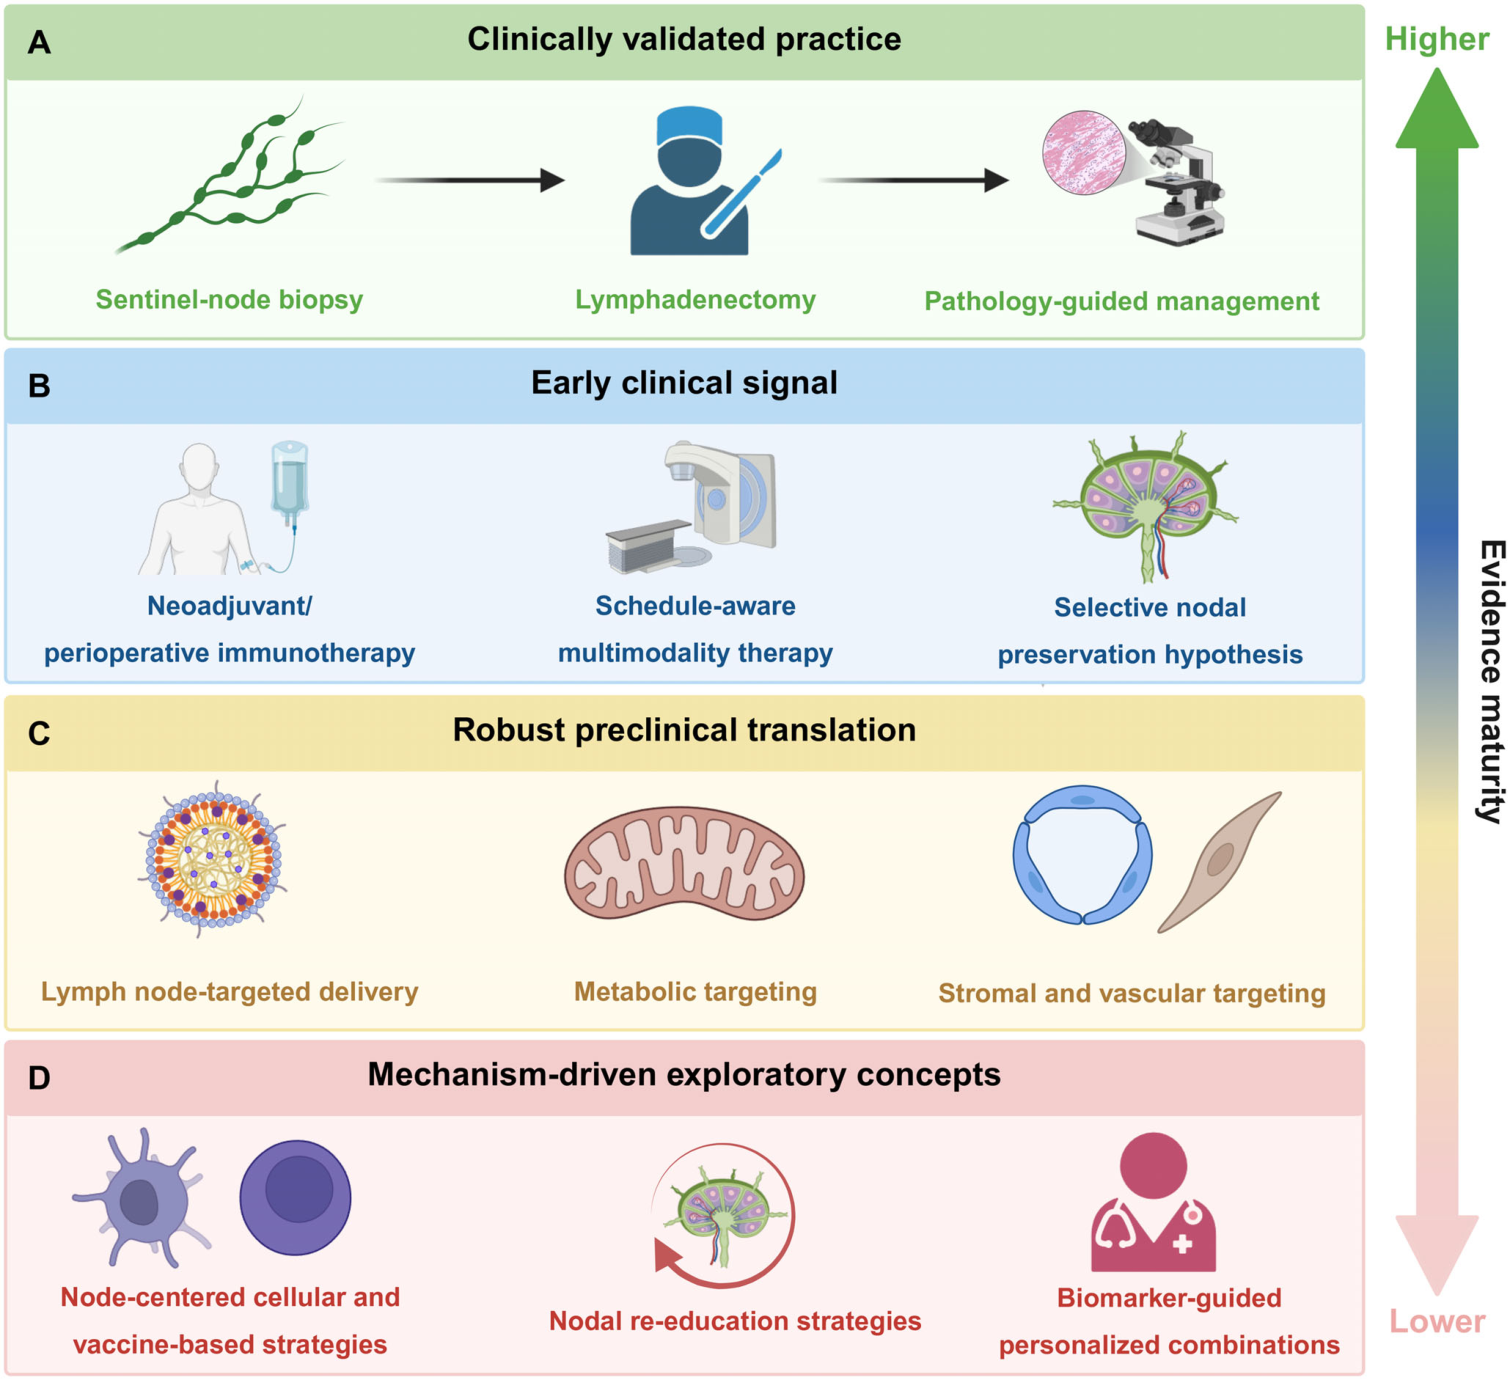 A
Clinically validated practice
Higher
Sentinel-node biopsy
Lymphadenectomy
Pathology-guided management
B
Early clinical signal
Neoadjuvant/
perioperative immunotherapy
Schedule-aware
multimodality therapy
Selective nodal
preservation hypothesis
Evidence maturity
C
Robust preclinical translation
Lymph node-targeted delivery
Metabolic targeting
Stromal and vascular targeting
D
Mechanism-driven exploratory concepts
Node-centered cellular and
vaccine-based strategies
Nodal re-education strategies
Biomarker-guided
personalized combinations
Lower